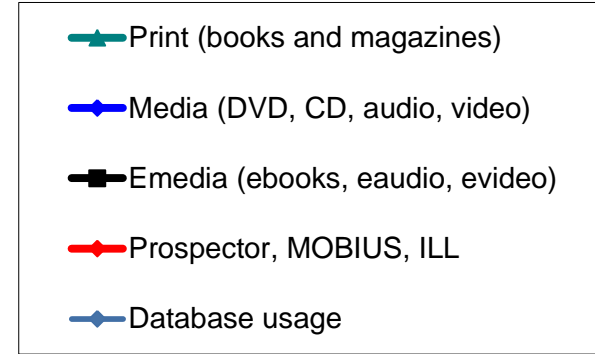 Print (books and magazines)
Media (DVD, CD, audio, video)
Emedia (ebooks, eaudio, evideo)
Prospector, MOBIUS, ILL
Database usage